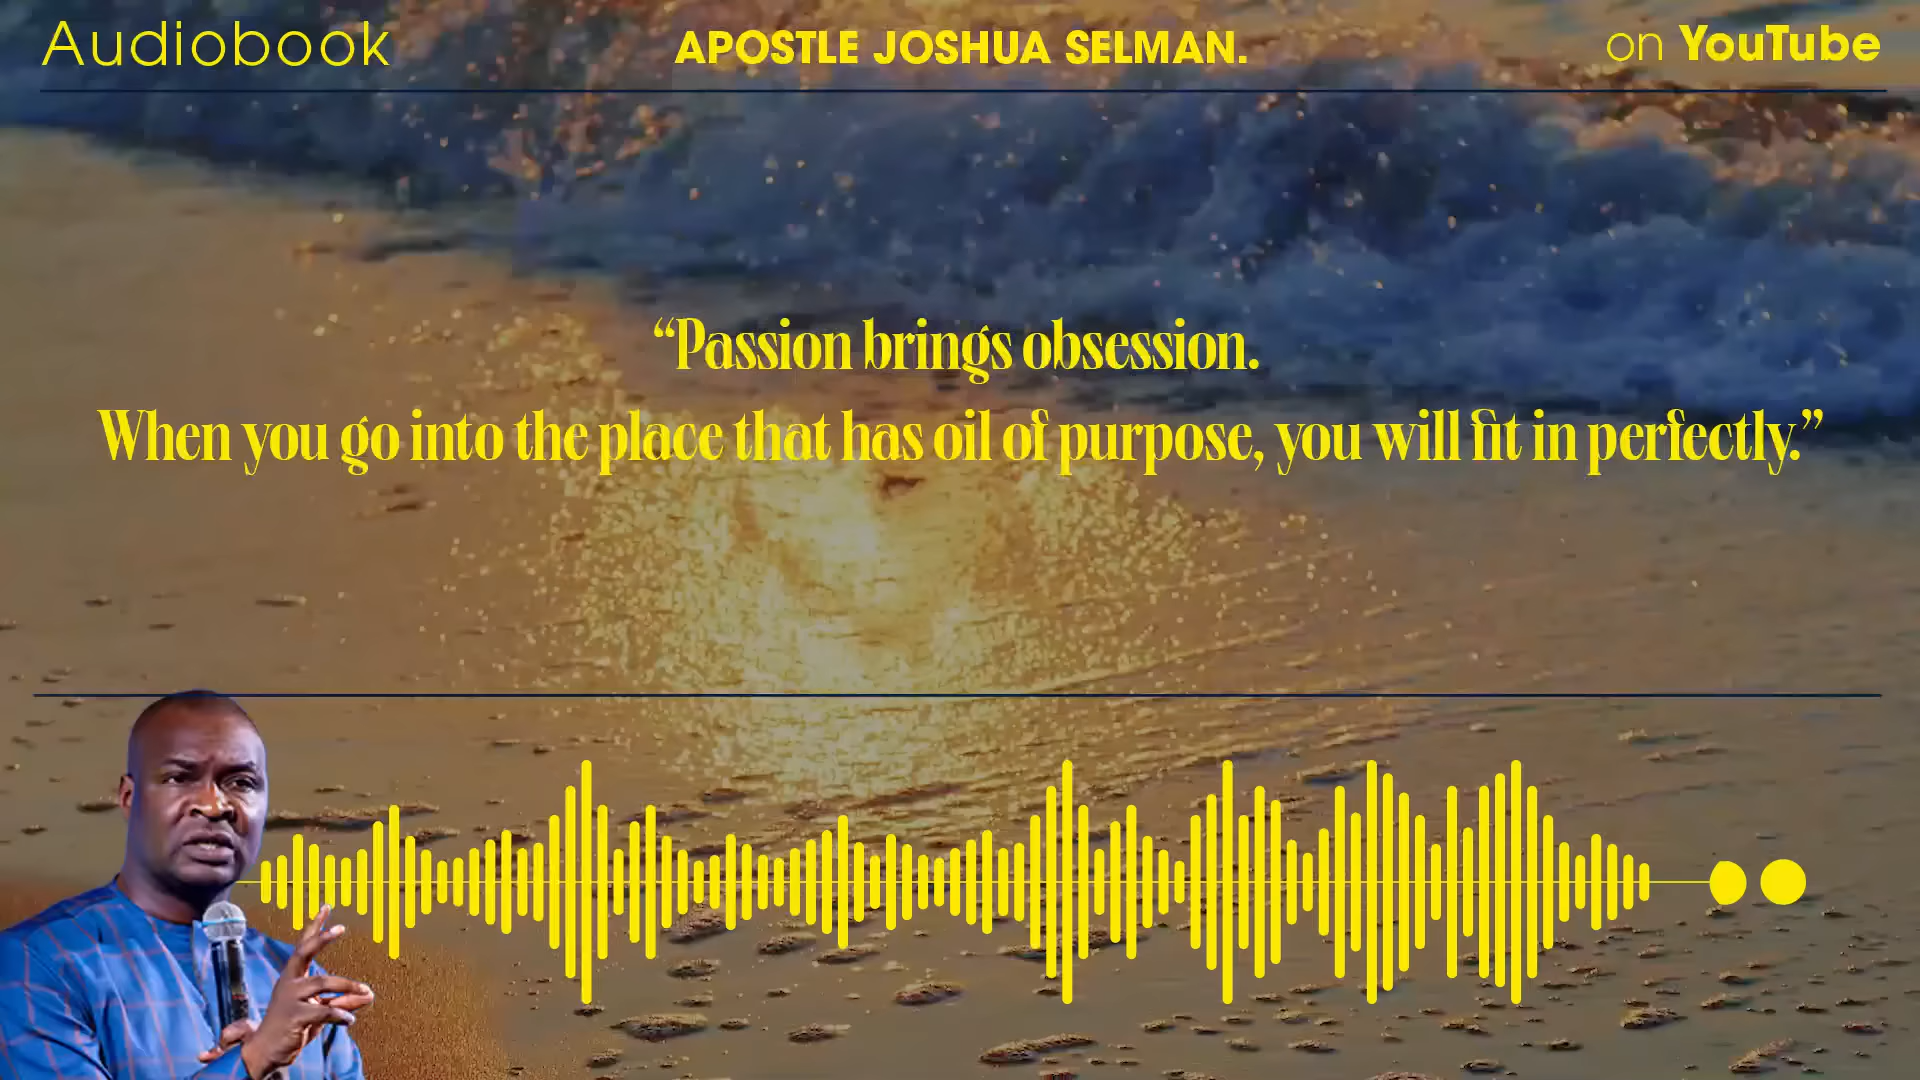 Audiobook
APOSTLE JOSHUA SELMAN.
on YouTube
“Passion brings obsession.
When you go into the place that has oil of purpose, you will fit in perfectly.”